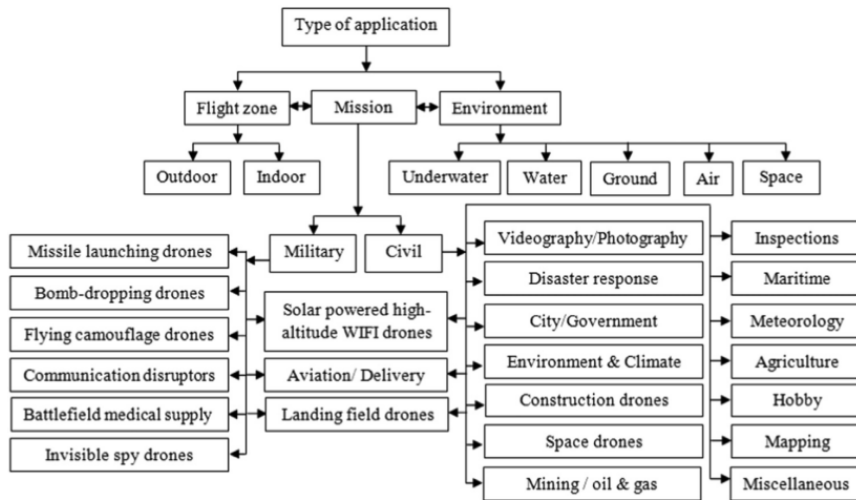 Type of application
Flight zone
Mission
Environment
Outdoor
Indoor
Underwater
Water
Ground
Air
Space
Military
Civil
Missile launching drones
Bomb-dropping drones
Flying camouflage drones
Communication disruptors
Battlefield medical supply
Invisible spy drones
Solar powered high-
altitude WIFI drones
Aviation/ Delivery
Landing field drones
Videography/Photography
Disaster response
City/Government
Environment & Climate
Construction drones
Space drones
Mining / oil & gas
Inspections
Maritime
Meteorology
Agriculture
Hobby
Mapping
Miscellaneous